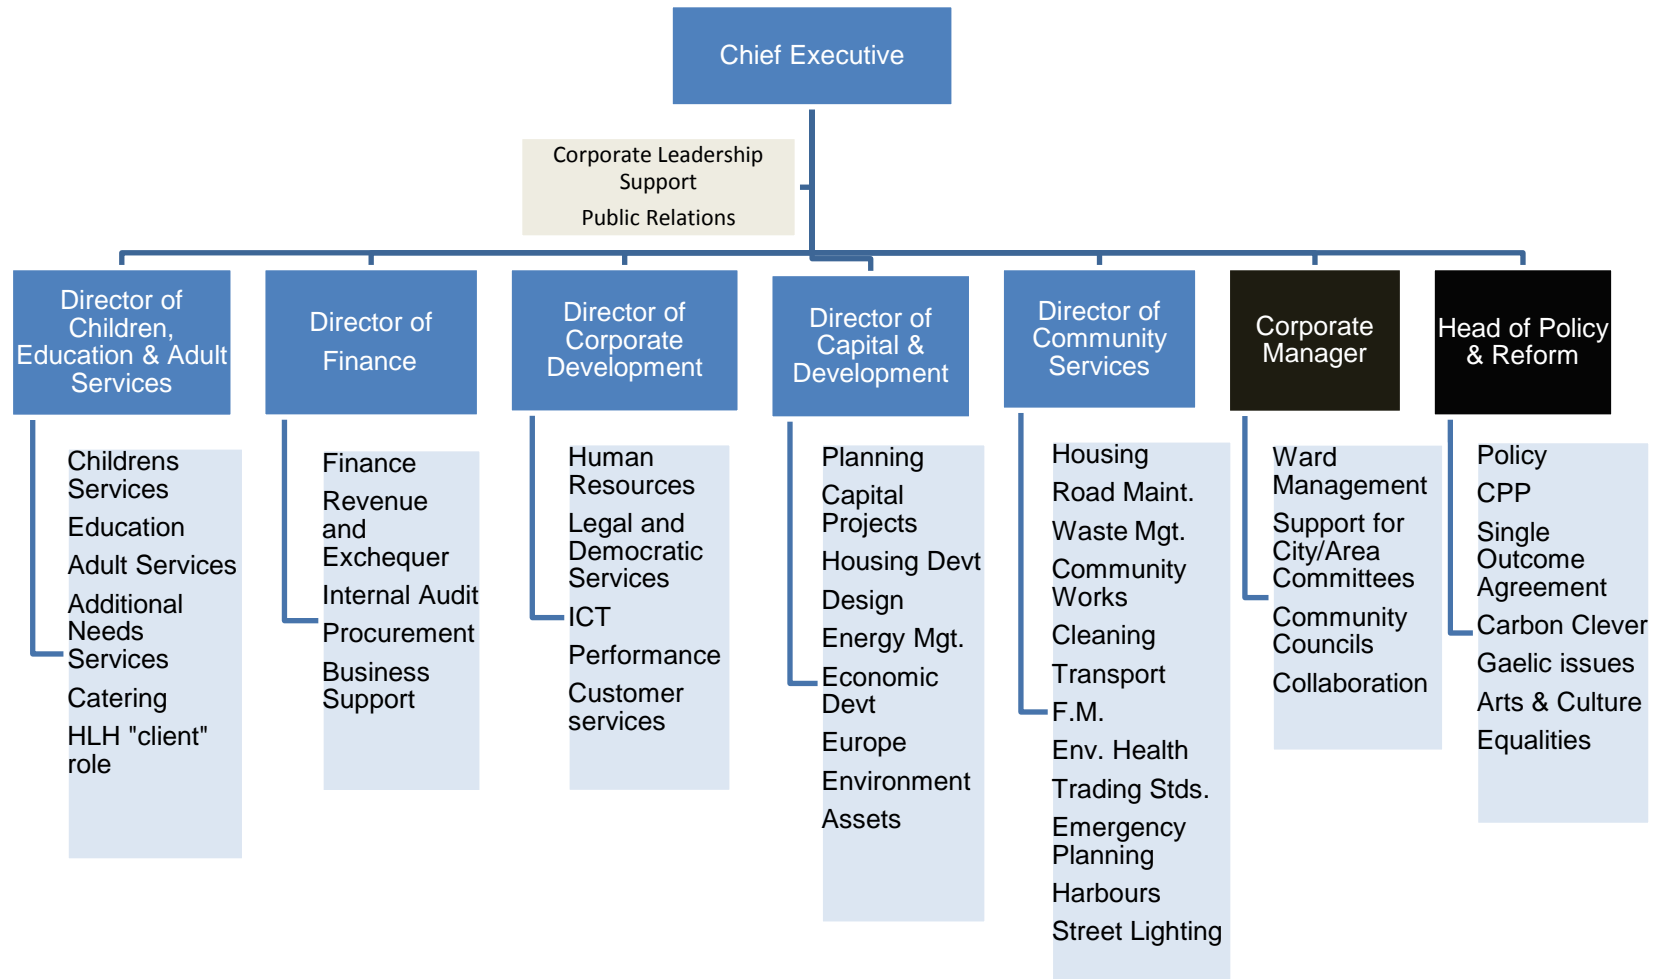 Chief Executive
Corporate Leadership
Support
Public Relations
Director of
Children,
Education & Adult
Services
Childrens
Services
Education
Adult Services
Additional
Needs
Services
Catering
HLH "client"
role
Director of
Finance
Finance
Revenue
and
Exchequer
Internal Audit
Procurement
Business
Support
Director of
Corporate
Development
Human
Resources
Legal and
Democratic
Services
ICT
Performance
Customer
services
Director of
Capital &
Development
Planning
Capital
Projects
Housing Devt
Design
Energy Mgt.
Economic
Devt
Europe
Environment
Assets
Director of
Community
Services
Housing
Road Maint.
Waste Mgt.
Community
Works
Cleaning
Transport
F.M.
Env. Health
Trading Stds.
Emergency
Planning
Harbours
Street Lighting
Corporate
Manager
Ward
Management
Support for
City/Area
Committees
Community
Councils
Collaboration
Head of Policy
& Reform
Policy
CPP
Single
Outcome
Agreement
Carbon Clever
Gaelic issues
Arts & Culture
Equalities